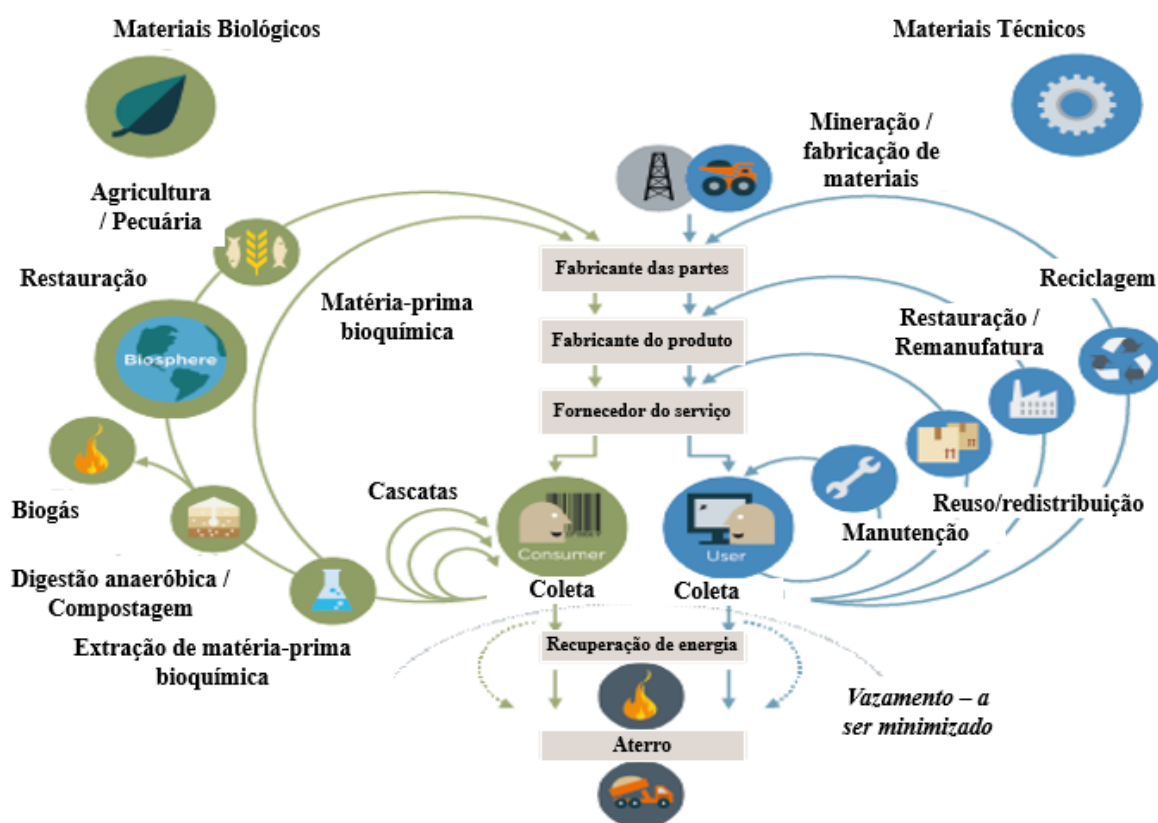 Materiais Biológicos
Materiais Técnicos
Mineração /
fabricação de
materiais
Agricultura
/ Pecuária
Restauração
Biosphere
Matéria-prima
bioquímica
Fabricante das partes
Reciclagem
Fabricante do produto
Restauração /
Remanufatura
Fornecedor do serviço
Biogás
Cascatas
Consumer
User
Reuso/redistribuição
Manutenção
Digestão anaeróbica /
Compostagem
Coleta
Coleta
Extração de matéria-prima
bioquímica
Recuperação de energia
Vazamento – a
ser minimizado
Aterro